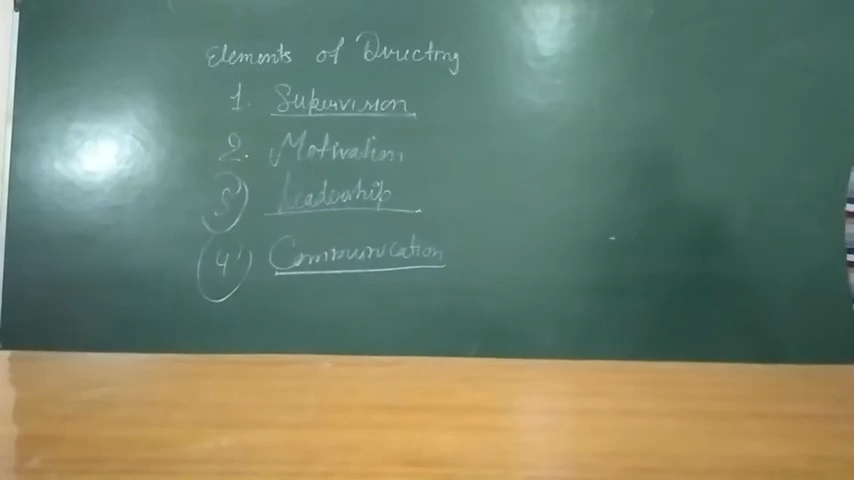 Elements of Directing
1. Supervision
2. Motivation
3. Leadership
4. Communication